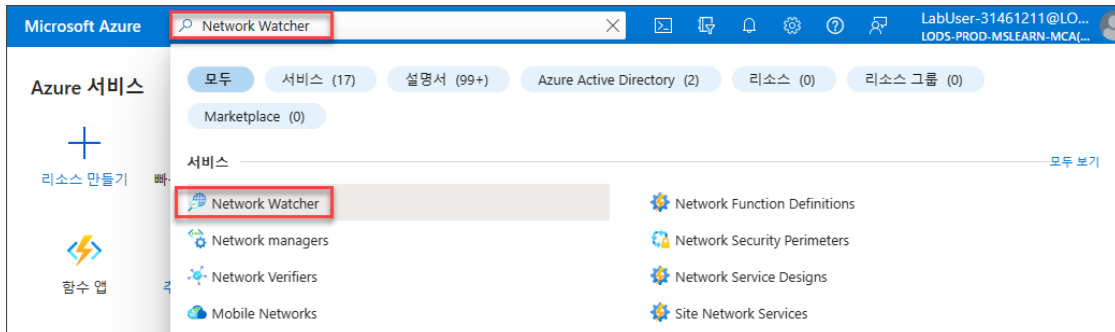 Microsoft Azure
Network Watcher
LabUser-31461211@LO...
LODS-PROD-MSLEARN-MCA(...
Azure 서비스
모두
서비스 (17)
설명서 (99+)
Azure Active Directory (2)
리소스 (0)
리소스 그룹 (0)
Marketplace (0)
리소스 만들기
함수 앱
서비스
모두 보기
Network Watcher
Network Function Definitions
Network managers
Network Security Perimeters
Network Verifiers
Network Service Designs
Mobile Networks
Site Network Services